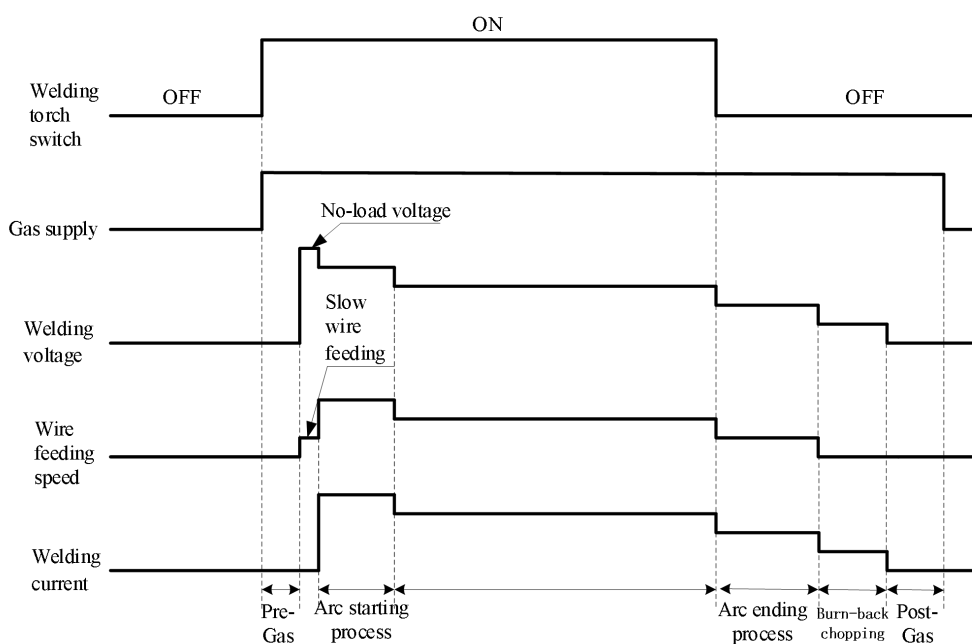 ON
Welding
torch
switch
OFF
OFF
Gas supply
No-load voltage
Slow
wire
feeding
Welding
voltage
Wire
feeding
speed
Welding
current
Pre-
Gas
Arc starting
process
Arc ending
process
Burn-back
chopping
Post-
Gas